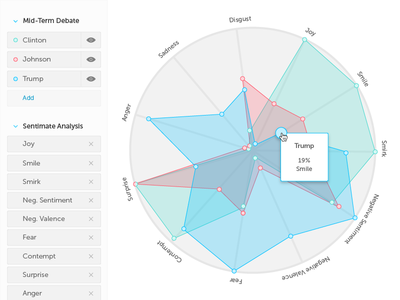 Mid-Term Debate
Clinton
Johnson
Trump
Add
Sentimate Analysis
Joy
Smile
Smirk
Neg. Sentiment
Neg. Valence
Fear
Contempt
Surprise
Anger
Disgust
Joy
Smile
Smirk
Negative Sentiment
Negative Valence
Fear
Contempt
Surprise
Anger
Sadness
Trump
19%
Smile